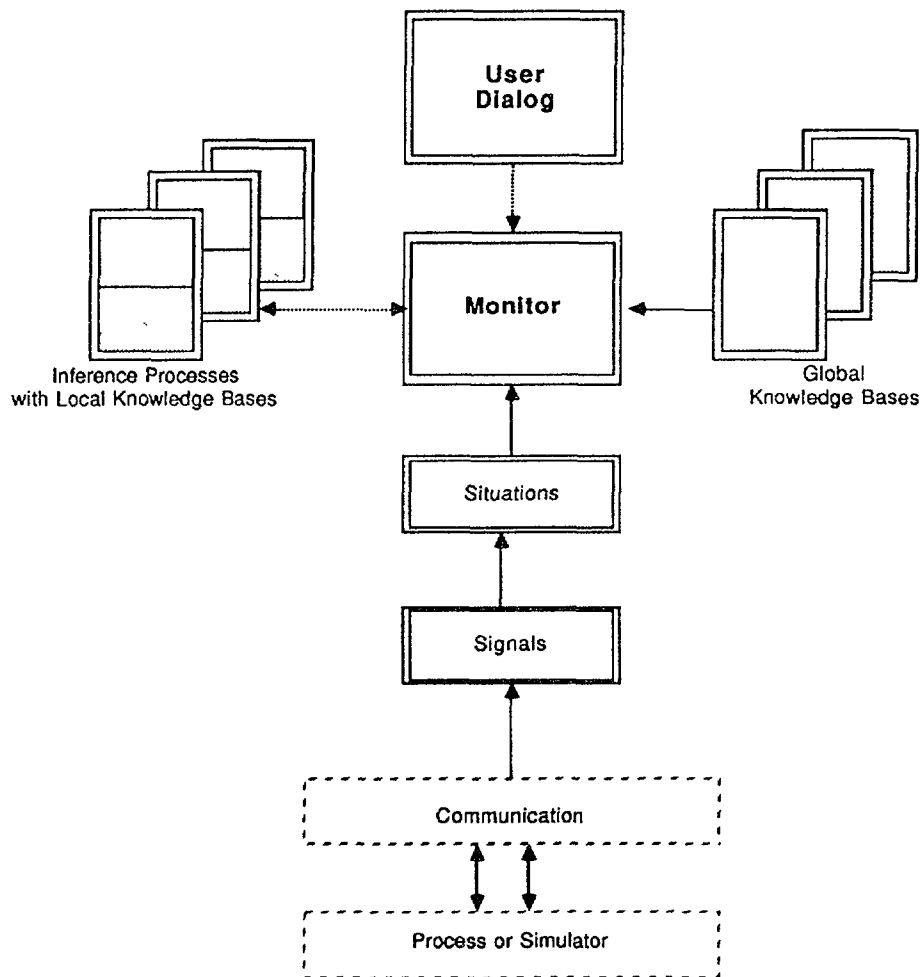 User
Dialog
Monitor
Inference Processes
with Local Knowledge Bases
Global
Knowledge Bases
Situations
Signals
Communication
Process or Simulator